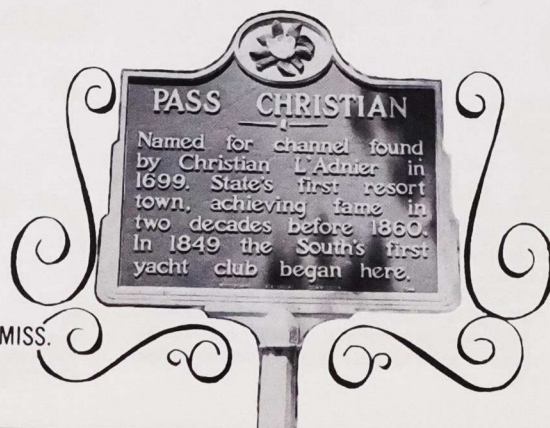 PASS CHRISTIAN
Named for channel found
by Christian L'Adnier in
1699. State's first resort
town, achieving fame in
two decades before 1860.
In 1849 the South's first
yacht club began here.
MISS.